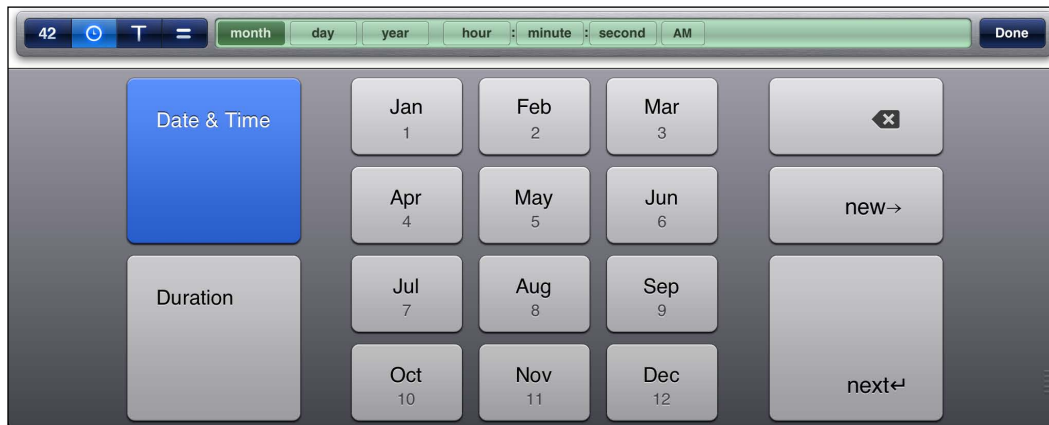 42 T = month day year hour : minute : second AM Done
Date & Time
Jan Feb Mar
1 2 3
Apr May Jun
4 5 6
new→
Duration
Jul Aug Sep
7 8 9
Oct Nov Dec
10 11 12
next↵